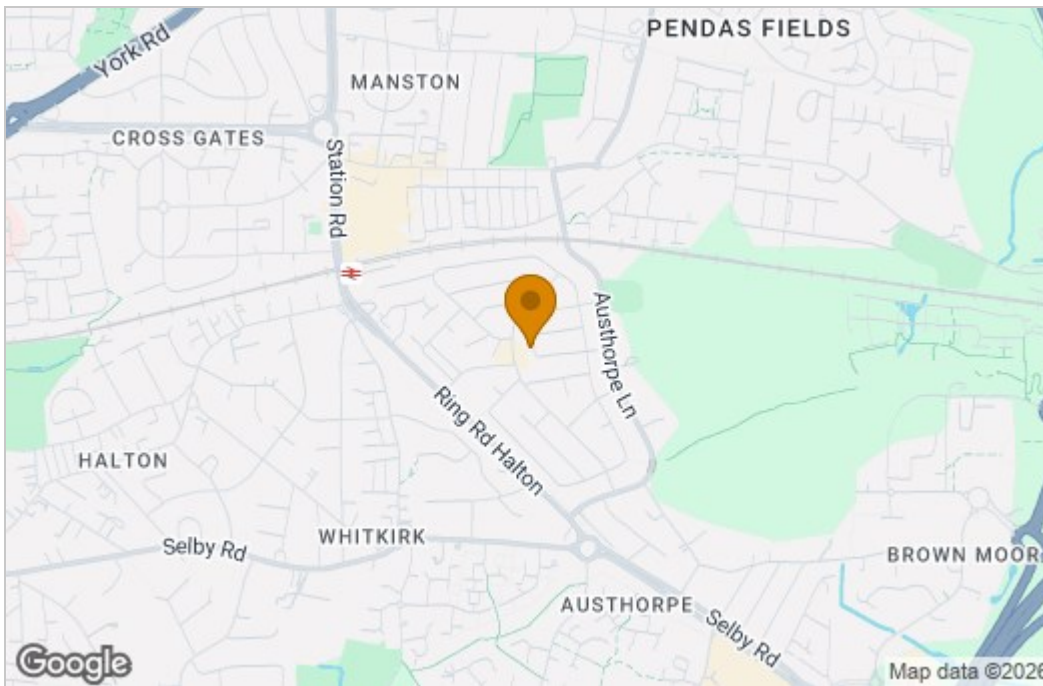 PENDAS FIELDS
York Rd
MANSTON
CROSS GATES
Station Rd
Austhorpe Ln
Ring Rd Halton
HALTON
WHITKIRK
Selby Rd
BROWN MOOR
AUSTHORPE
Selby Rd
Google
Map data ©2026